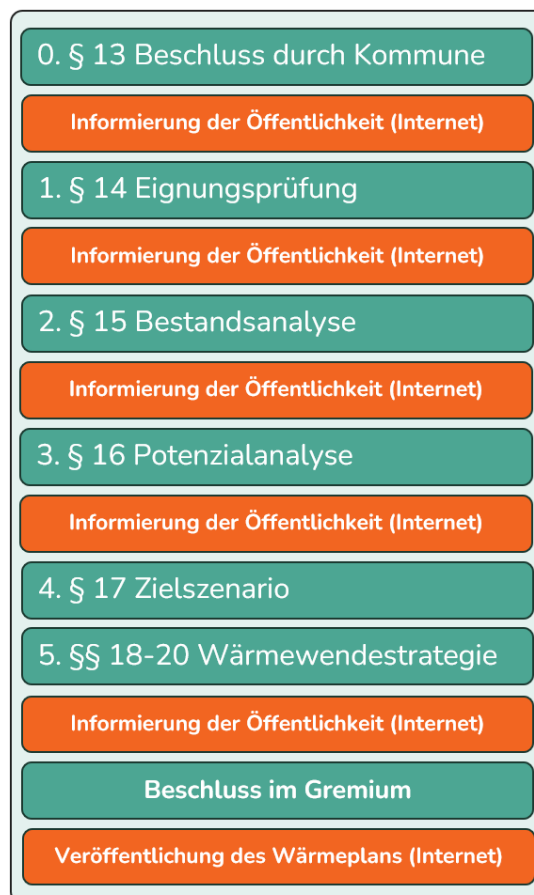 0. § 13 Beschluss durch Kommune
Informierung der Öffentlichkeit (Internet)
1. § 14 Eignungsprüfung
Informierung der Öffentlichkeit (Internet)
2. § 15 Bestandsanalyse
Informierung der Öffentlichkeit (Internet)
3. § 16 Potenzialanalyse
Informierung der Öffentlichkeit (Internet)
4. § 17 Zielszenario
5. §§ 18-20 Wärmewendestrategie
Informierung der Öffentlichkeit (Internet)
Beschluss im Gremium
Veröffentlichung des Wärmeplans (Internet)